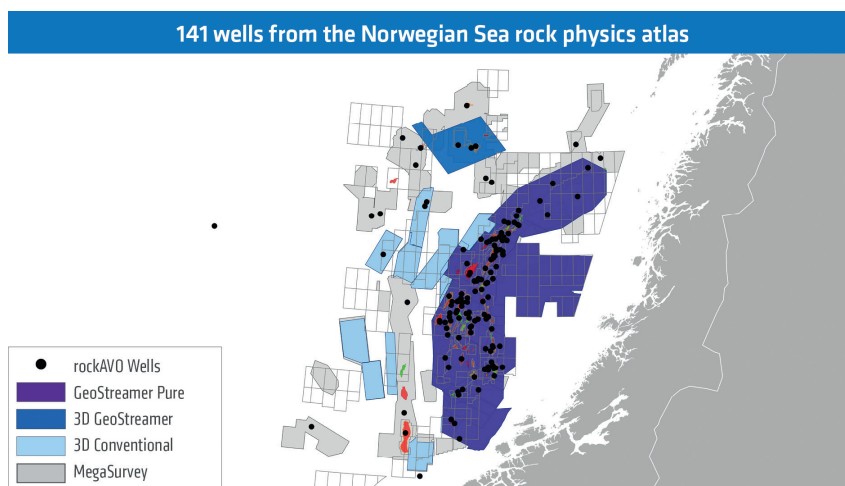 141 wells from the Norwegian Sea rock physics atlas
rockAVO Wells
GeoStreamer Pure
3D GeoStreamer
3D Conventional
MegaSurvey